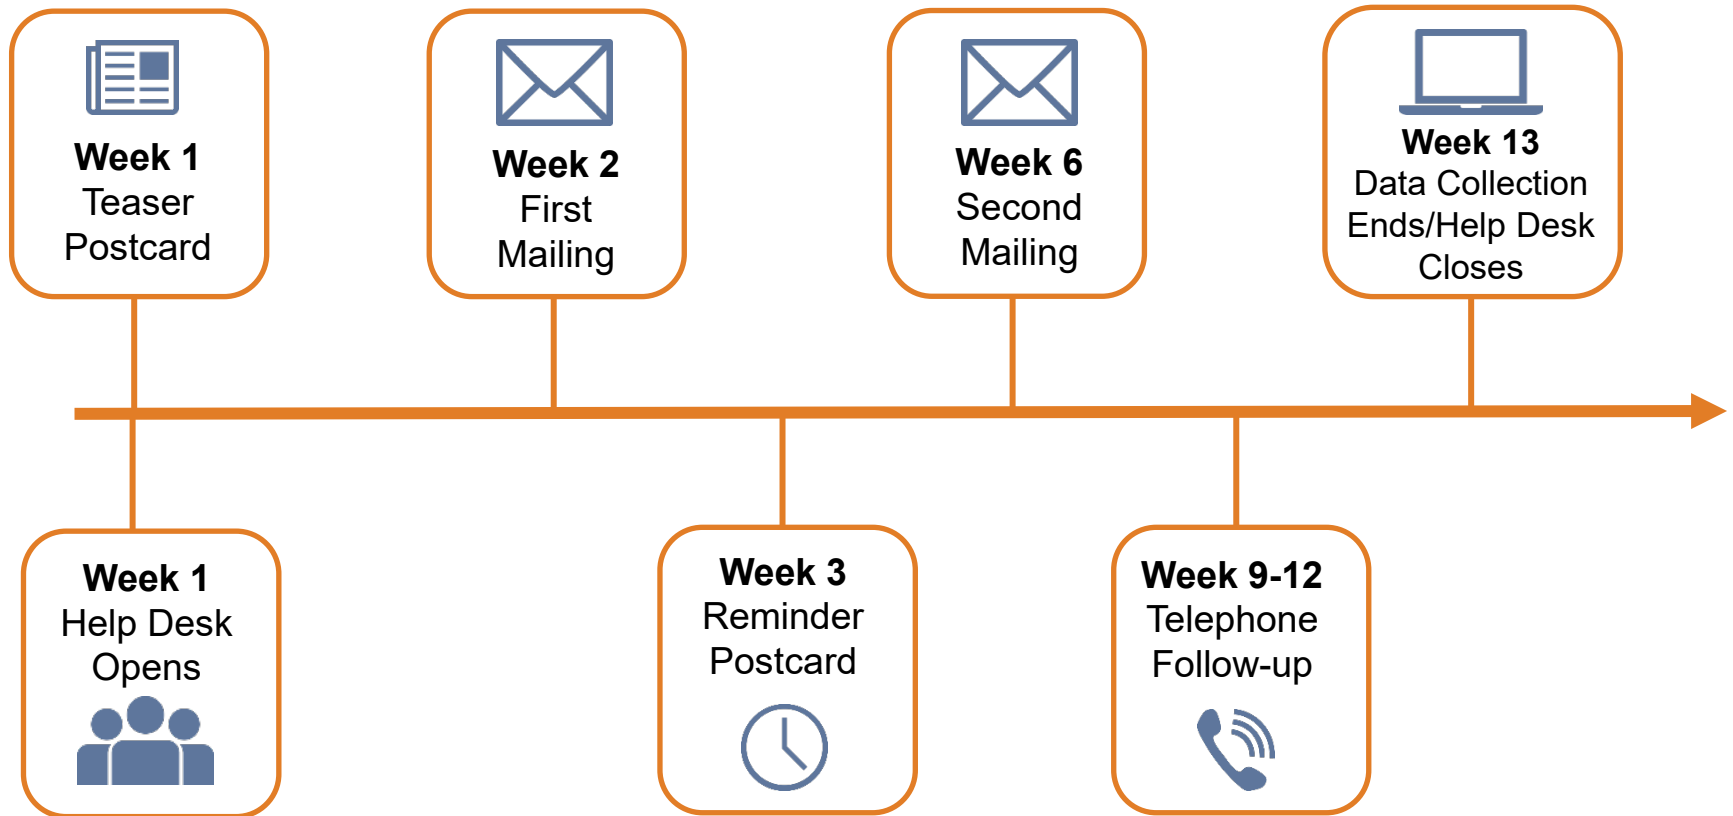 Week 1
Teaser
Postcard
Week 2
First
Mailing
Week 6
Second
Mailing
Week 13
Data Collection
Ends/Help Desk
Closes
Week 1
Help Desk
Opens
Week 3
Reminder
Postcard
Week 9-12
Telephone
Follow-up